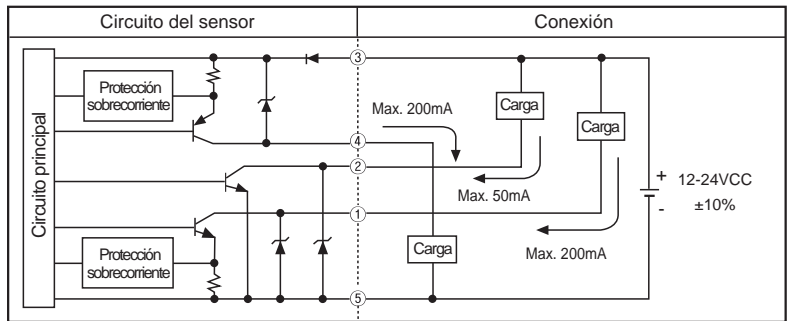 Circuito del sensor
Conexión
Circuito principal
Protección
sobrecorriente
3
Max. 200mA
Carga
Carga
4
2
Max. 50mA
+
12-24VCC
-
±10%
1
Protección
sobrecorriente
Carga
Max. 200mA
5